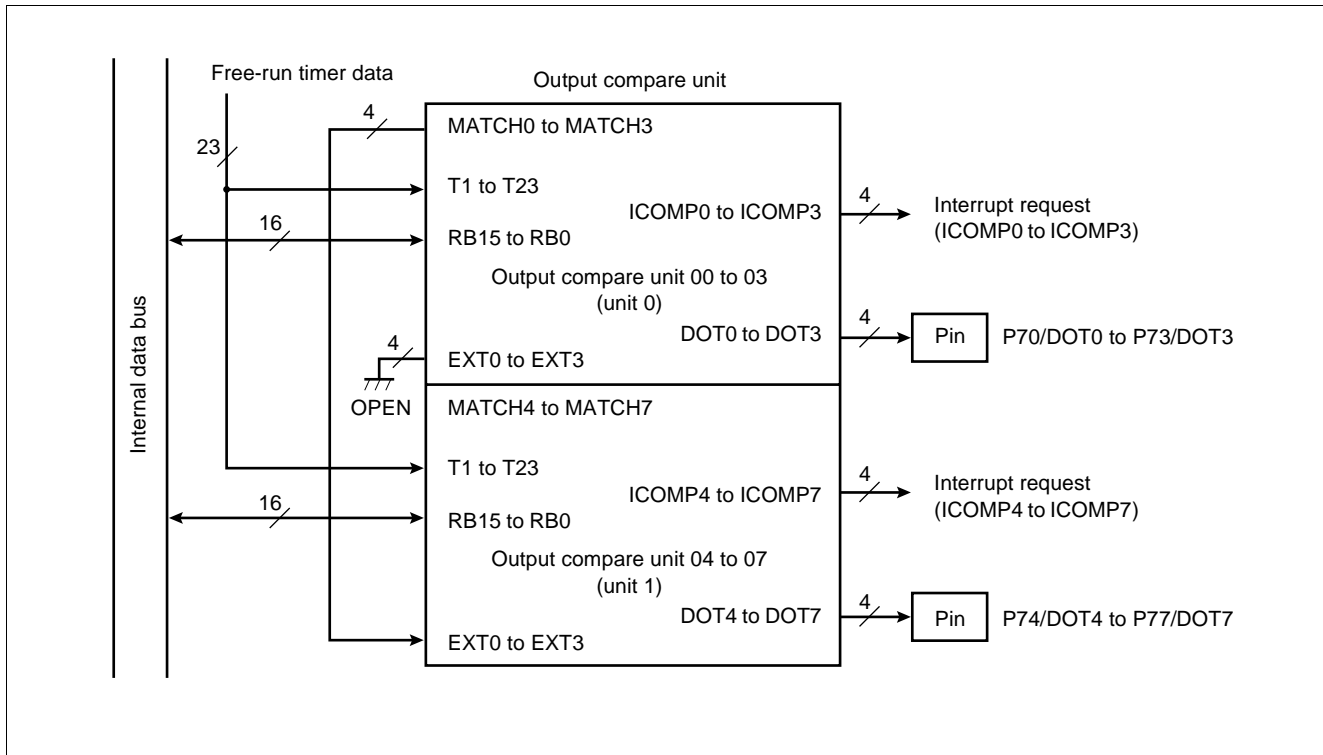 Free-run timer data
Output compare unit
4
MATCH0 to MATCH3
23
T1 to T23
ICOMP0 to ICOMP3
4
Interrupt request
(ICOMP0 to ICOMP3)
16
RB15 to RB0
Output compare unit 00 to 03
(unit 0)
DOT0 to DOT3
4
Pin
P70/DOT0 to P73/DOT3
4
EXT0 to EXT3
OPEN
Internal data bus
MATCH4 to MATCH7
T1 to T23
ICOMP4 to ICOMP7
4
Interrupt request
(ICOMP4 to ICOMP7)
16
RB15 to RB0
Output compare unit 04 to 07
(unit 1)
DOT4 to DOT7
4
Pin
P74/DOT4 to P77/DOT7
EXT0 to EXT3